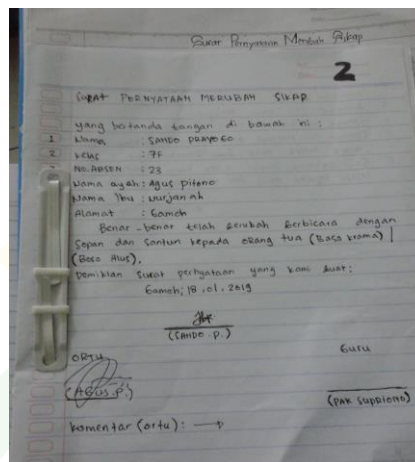 Surat Pernyataan Merubah Sikap
2
SURAT PERNYATAAN MERUBAH SIKAP
yang bertanda tangan di bawah ini :
1 Nama : SANDO PRAYOGO
2 Kelas : 7F
NO. ABSEN : 23
Nama ayah : Agus Pitono
Nama Ibu : Nurjanah
Alamat : Gameh
Benar-benar telah berubah berbicara dengan
Sopan dan Santun kepada orang tua (Basa krama)
(Boso Alus).
Demikian surat pernyataan yang kami buat;
Gameh, 18, 01, 2019
(SANDO . P.)
ORTU Guru
(AGUS . P.) (PAK SUPRIONO)
komentar (ortu) : →